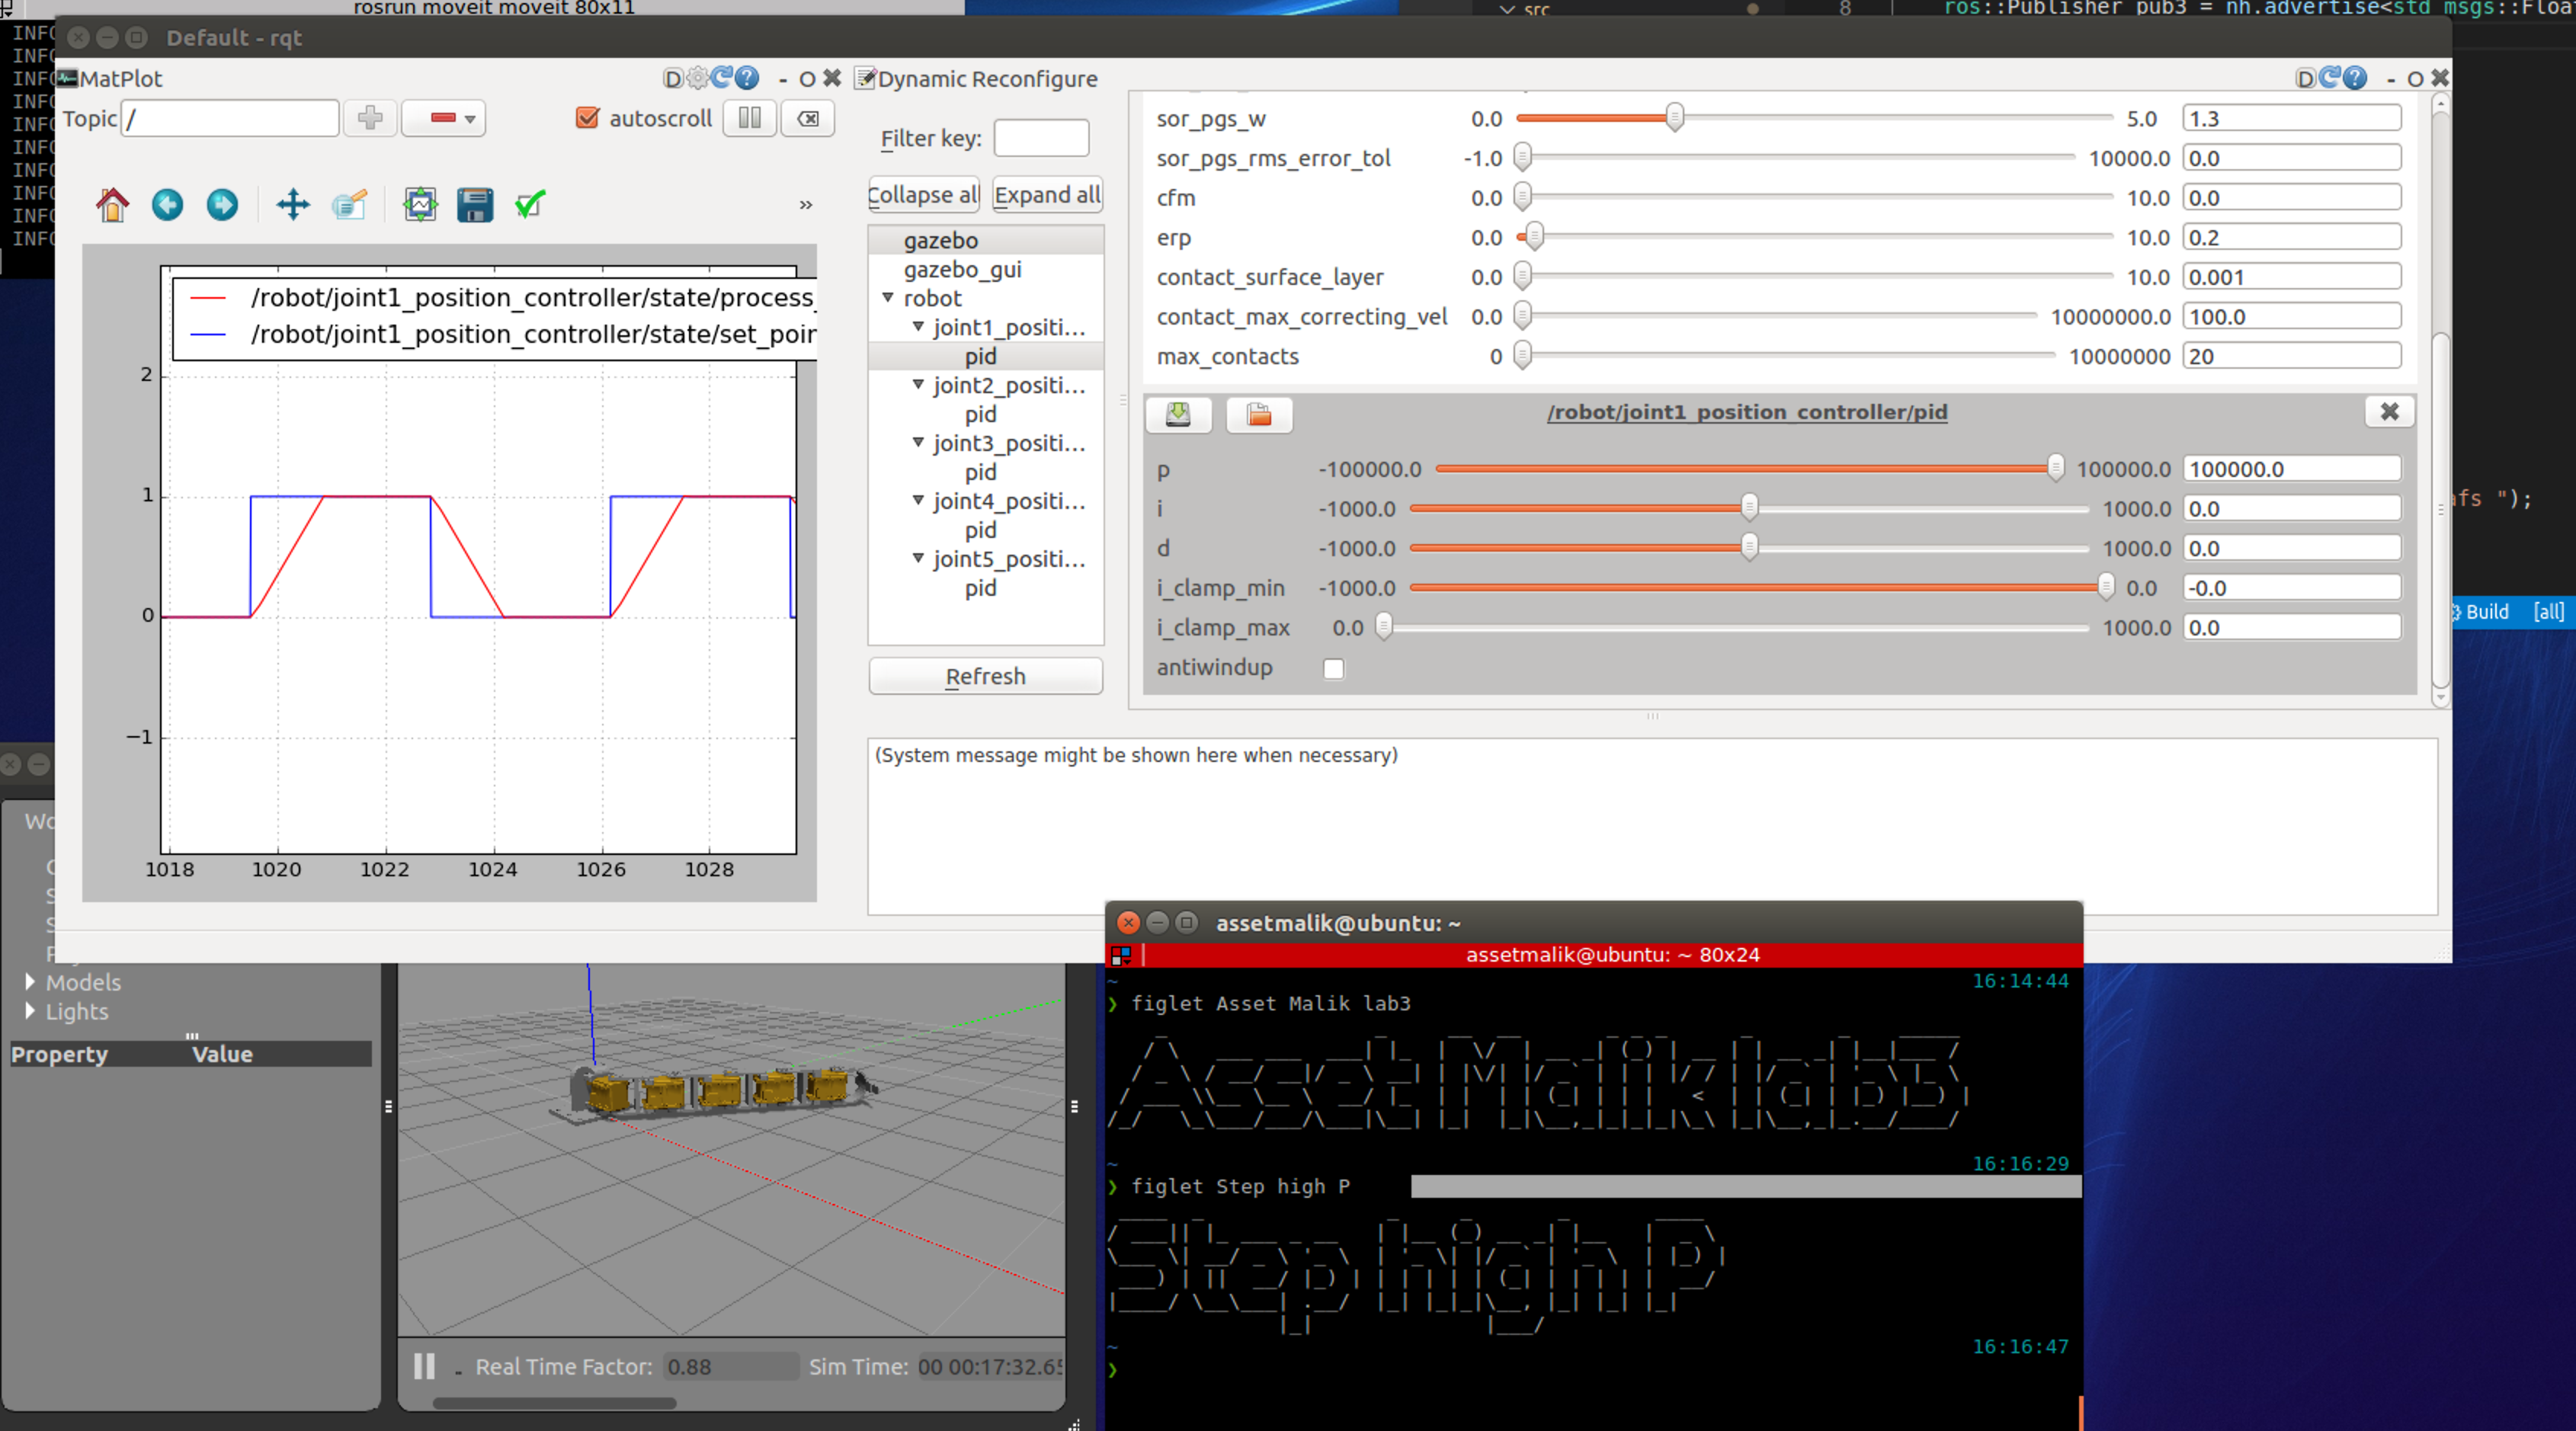 rosrun moveit moveit 80x11
src
8 ros::Publisher pub3 = nh.advertise<std_msgs::Floa
INFO
INFO
INFO
INFO
INFO
INFO
INFO
INFO
INFO
INFO
Default - rqt
MatPlot
D
- O
Topic /
autoscroll
»
/robot/joint1_position_controller/state/process_
/robot/joint1_position_controller/state/set_poin
2
1
0
−1
1018 1020 1022 1024 1026 1028
Dynamic Reconfigure
D
- O
Filter key:
Collapse all Expand all
gazebo
gazebo_gui
robot
joint1_positi...
pid
joint2_positi...
pid
joint3_positi...
pid
joint4_positi...
pid
joint5_positi...
pid
Refresh
sor_pgs_w 0.0 5.0 1.3
sor_pgs_rms_error_tol -1.0 10000.0 0.0
cfm 0.0 10.0 0.0
erp 0.0 10.0 0.2
contact_surface_layer 0.0 10.0 0.001
contact_max_correcting_vel 0.0 10000000.0 100.0
max_contacts 0 10000000 20
/robot/joint1_position_controller/pid
p -100000.0 100000.0 100000.0
i -1000.0 1000.0 0.0
d -1000.0 1000.0 0.0
i_clamp_min -1000.0 0.0 -0.0
i_clamp_max 0.0 1000.0 0.0
antiwindup
(System message might be shown here when necessary)
afs ");
Build [all]
Wo
Models
Lights
Property Value
Real Time Factor: 0.88 Sim Time: 00 00:17:32.65
assetmalik@ubuntu: ~
assetmalik@ubuntu: ~ 80x24
~ 16:14:44
❯ figlet Asset Malik lab3
Asset Malik lab3
~ 16:16:29
❯ figlet Step high P
Step high P
~ 16:16:47
❯